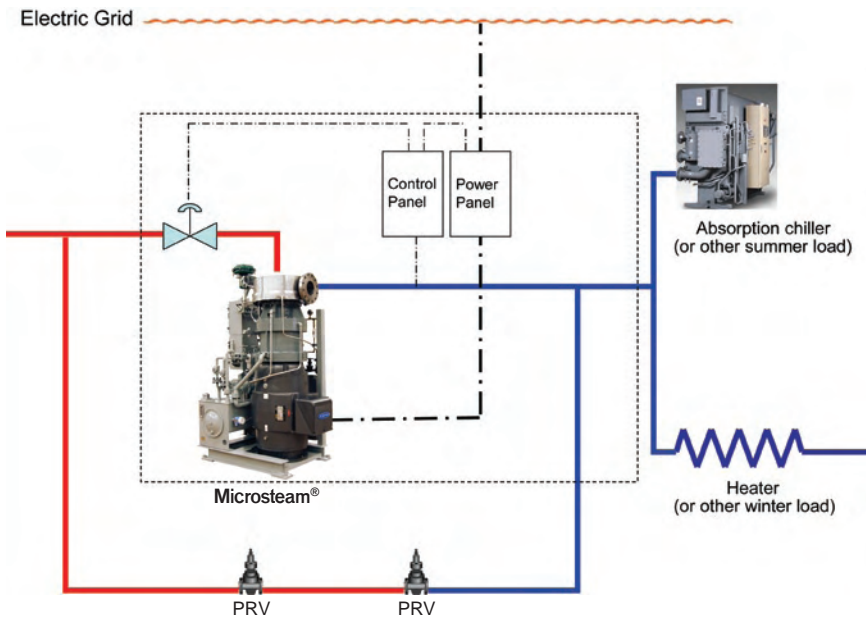 Electric Grid
Control
Panel
Power
Panel
Absorption chiller
(or other summer load)
Microsteam®
Heater
(or other winter load)
PRV
PRV